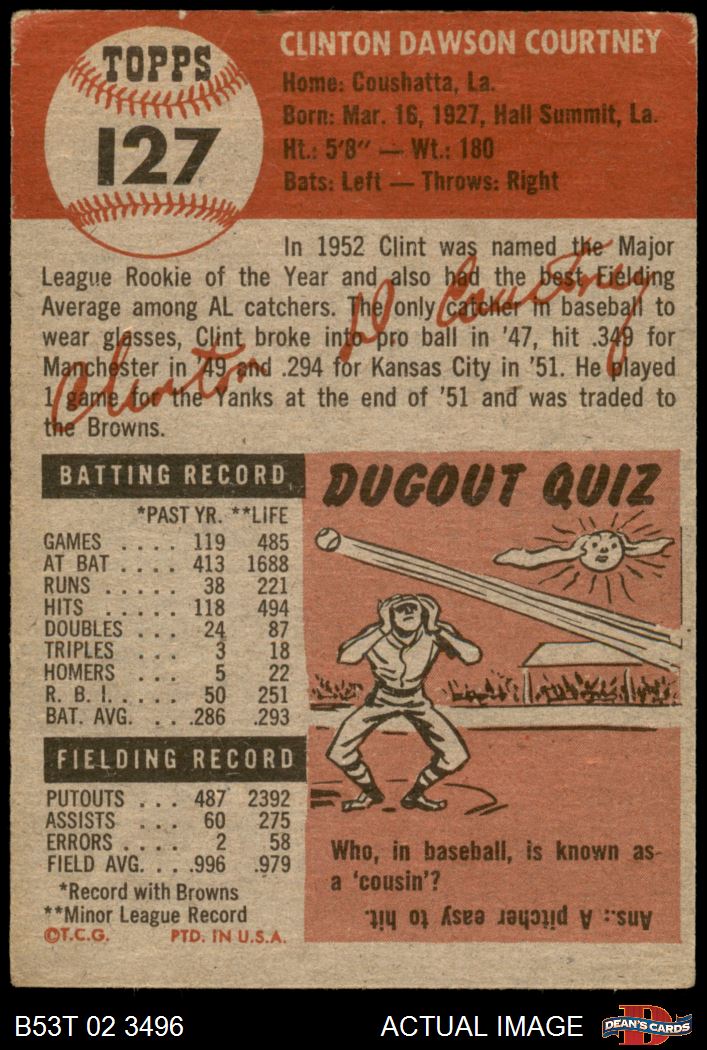 TOPPS
127
CLINTON DAWSON COURTNEY
Home: Coushatta, La.
Born: Mar. 16, 1927, Hall Summit, La.
Ht.: 5'8" — Wt.: 180
Bats: Left — Throws: Right
In 1952 Clint was named the Major
League Rookie of the Year and also had the best Fielding
Average among AL catchers. The only catcher in baseball to
wear glasses, Clint broke into pro ball in '47, hit .349 for
Manchester in '49 and .294 for Kansas City in '51. He played
1 game for the Yanks at the end of '51 and was traded to
the Browns.
Clinton D Courtney
BATTING RECORD
*PAST YR. **LIFE
GAMES . . . . 119 485
AT BAT . . . . 413 1688
RUNS . . . . . 38 221
HITS . . . . . 118 494
DOUBLES . . . 24 87
TRIPLES . . . 3 18
HOMERS . . . 5 22
R. B. I. . . . . 50 251
BAT. AVG. . . .286 .293
FIELDING RECORD
PUTOUTS . . . 487 2392
ASSISTS . . . 60 275
ERRORS . . . . 2 58
FIELD AVG. . . .996 .979
*Record with Browns
**Minor League Record
©T.C.G. PTD. IN U.S.A.
DUGOUT QUIZ
Who, in baseball, is known as
a 'cousin'?
Ans.: A pitcher easy to hit.
B53T 02 3496
ACTUAL IMAGE
D
DEAN'S CARDS